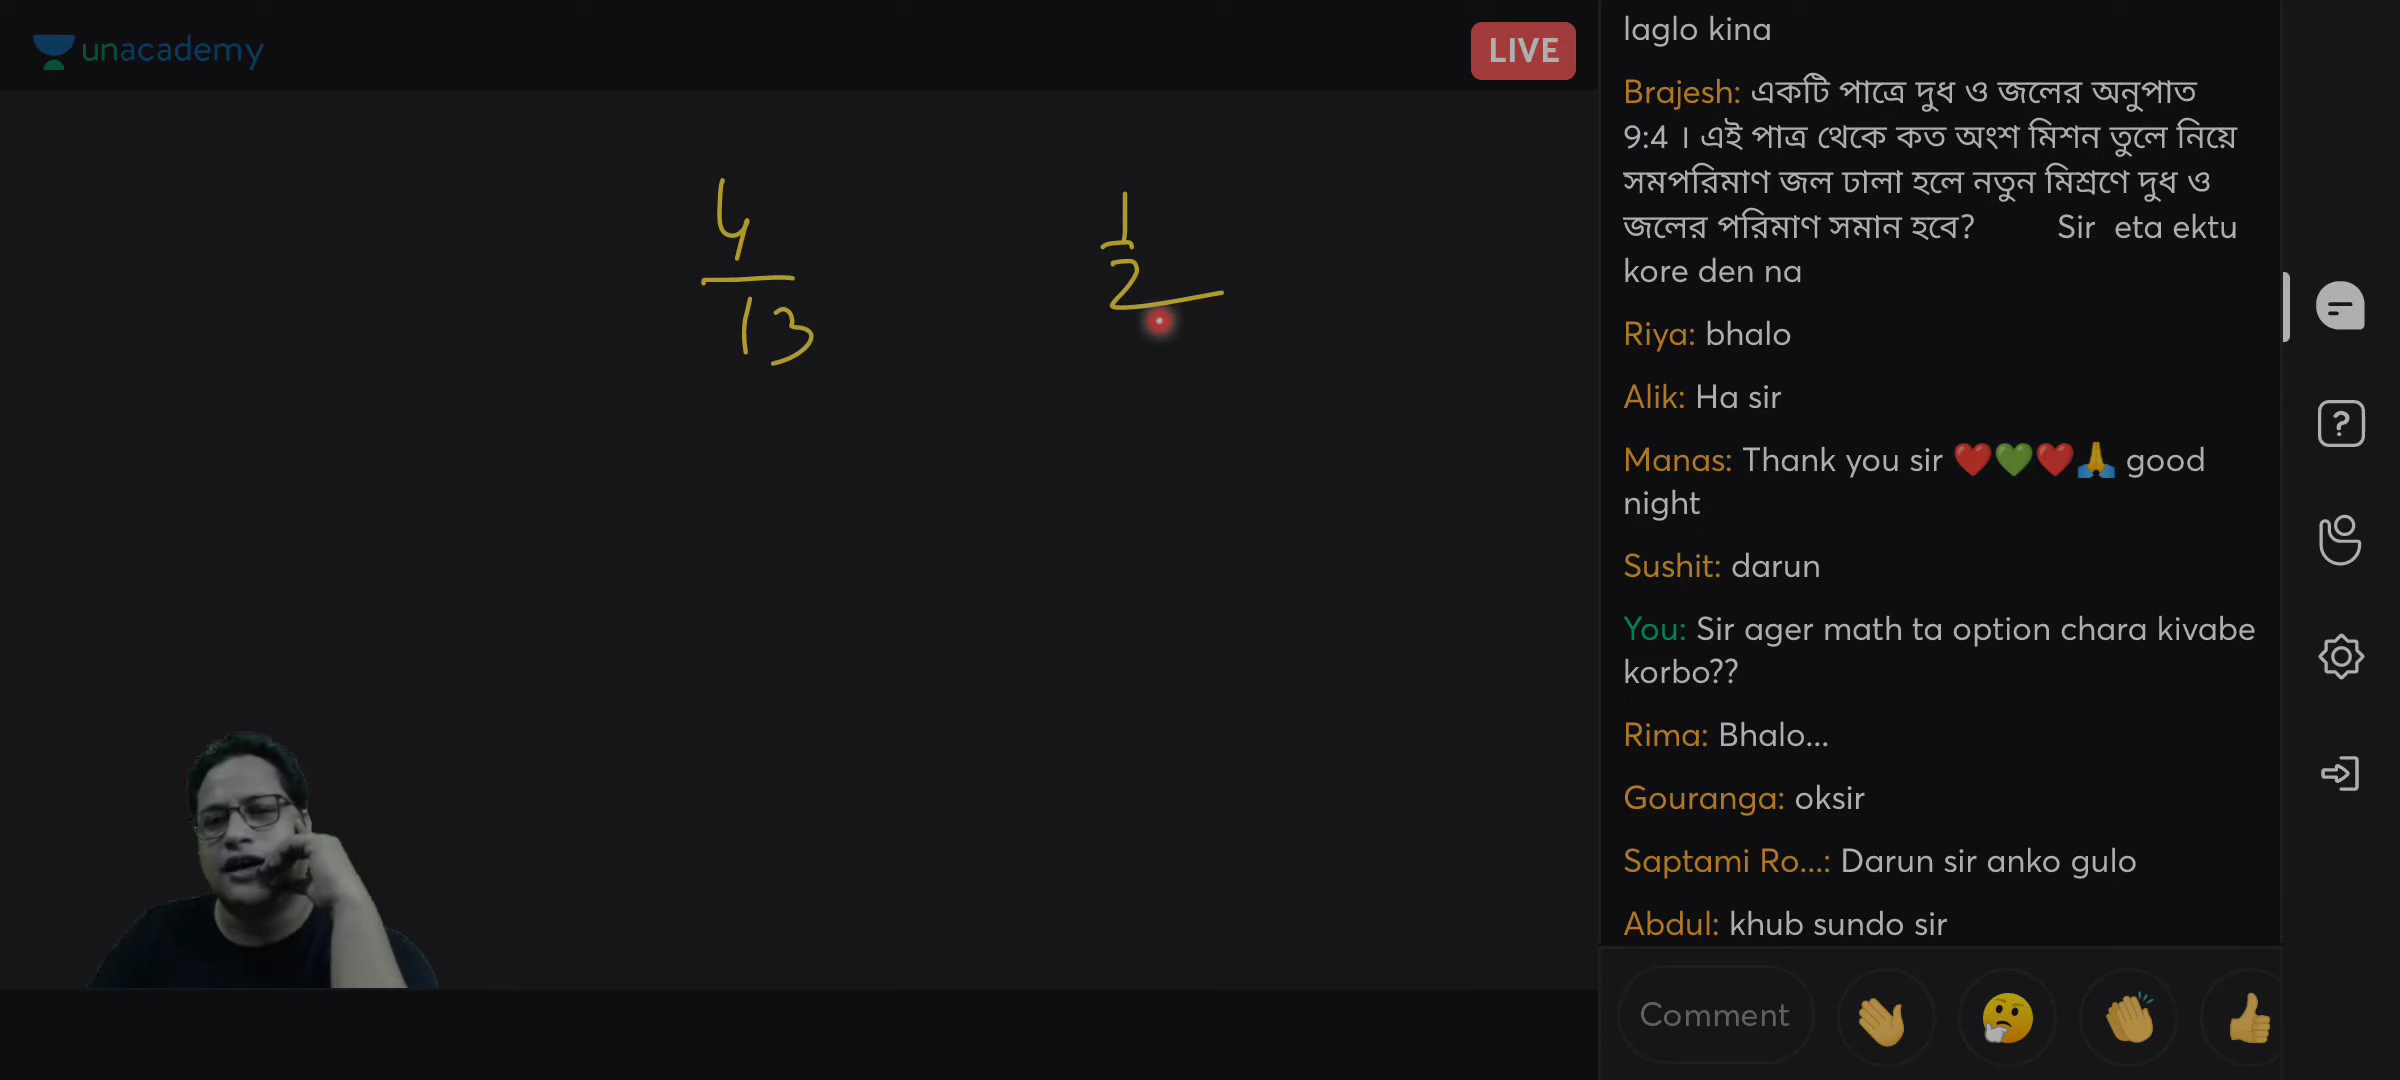 unacademy
LIVE
4
13
1
2
laglo kina
Brajesh: একটি পাত্রে দুধ ও জলের অনুপাত
9:4 । এই পাত্র থেকে কত অংশ মিশন তুলে নিয়ে
সমপরিমাণ জল ঢালা হলে নতুন মিশ্রণে দুধ ও
জলের পরিমাণ সমান হবে? Sir eta ektu
kore den na
Riya: bhalo
Alik: Ha sir
Manas: Thank you sir ❤️💚❤️🙏 good
night
Sushit: darun
You: Sir ager math ta option chara kivabe
korbo??
Rima: Bhalo...
Gouranga: oksir
Saptami Ro...: Darun sir anko gulo
Abdul: khub sundo sir
Comment